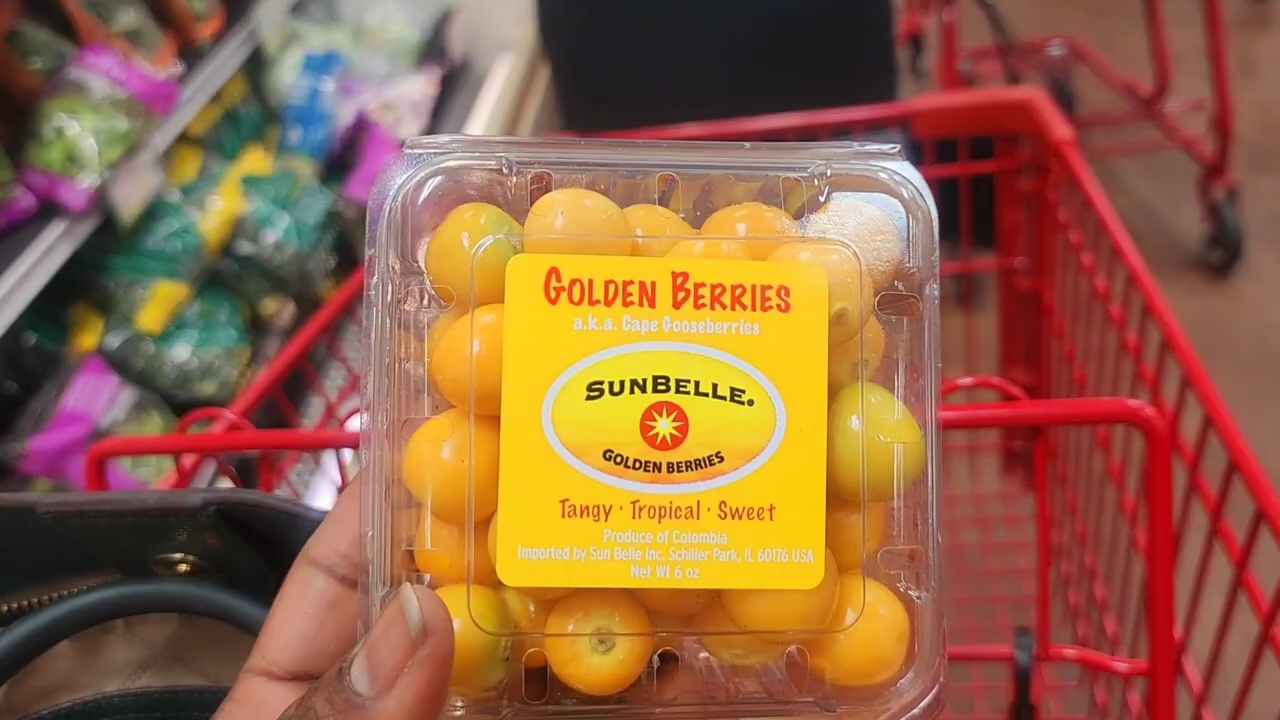 GOLDEN BERRIES
a.k.a. Cape Gooseberries
SUNBELLE.
GOLDEN BERRIES
Tangy · Tropical · Sweet
Produce of Colombia
Imported by Sun Belle Inc. Schiller Park, IL 60176 USA
Net Wt 6 oz